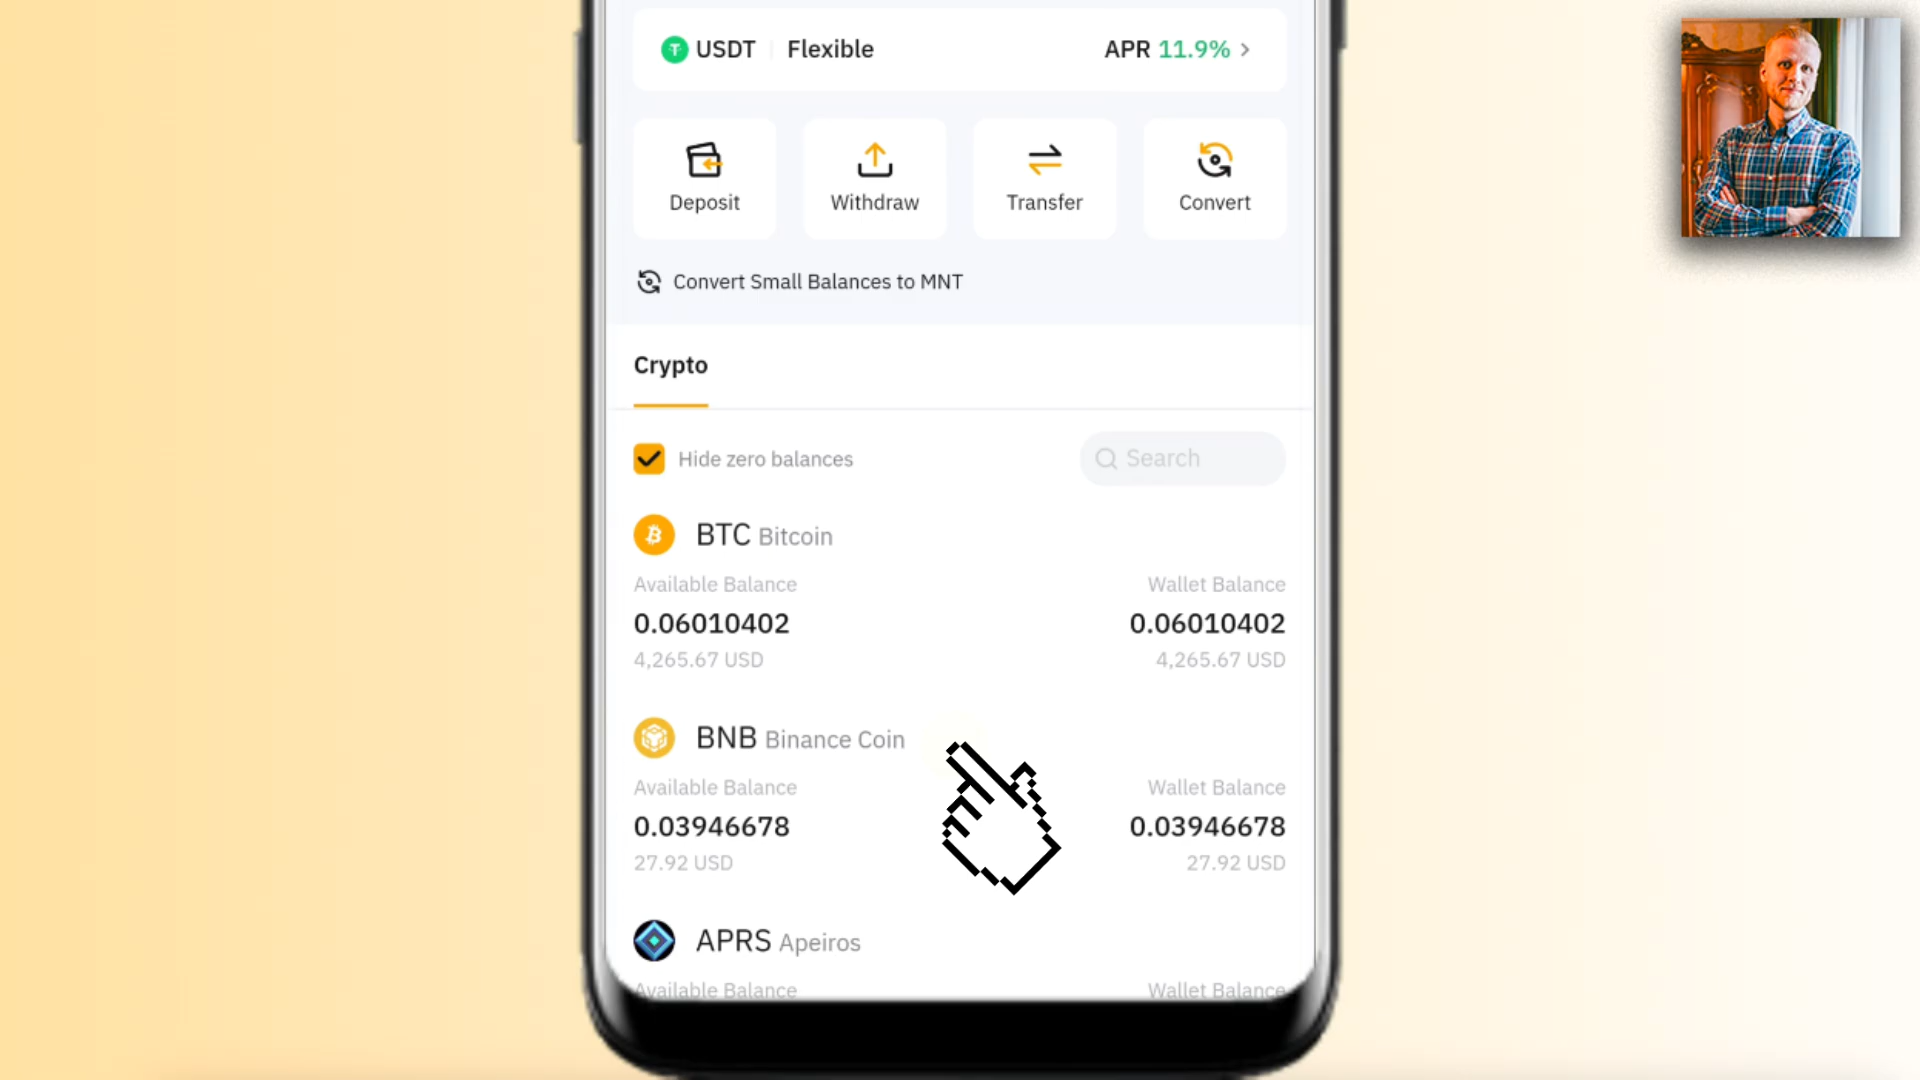 USDT | Flexible APR 11.9% >
Deposit Withdraw Transfer Convert
Convert Small Balances to MNT
Crypto
Hide zero balances Search
BTC Bitcoin
Available Balance Wallet Balance
0.06010402 0.06010402
4,265.67 USD 4,265.67 USD
BNB Binance Coin
Available Balance Wallet Balance
0.03946678 0.03946678
27.92 USD 27.92 USD
APRS Apeiros
Available Balance Wallet Balance